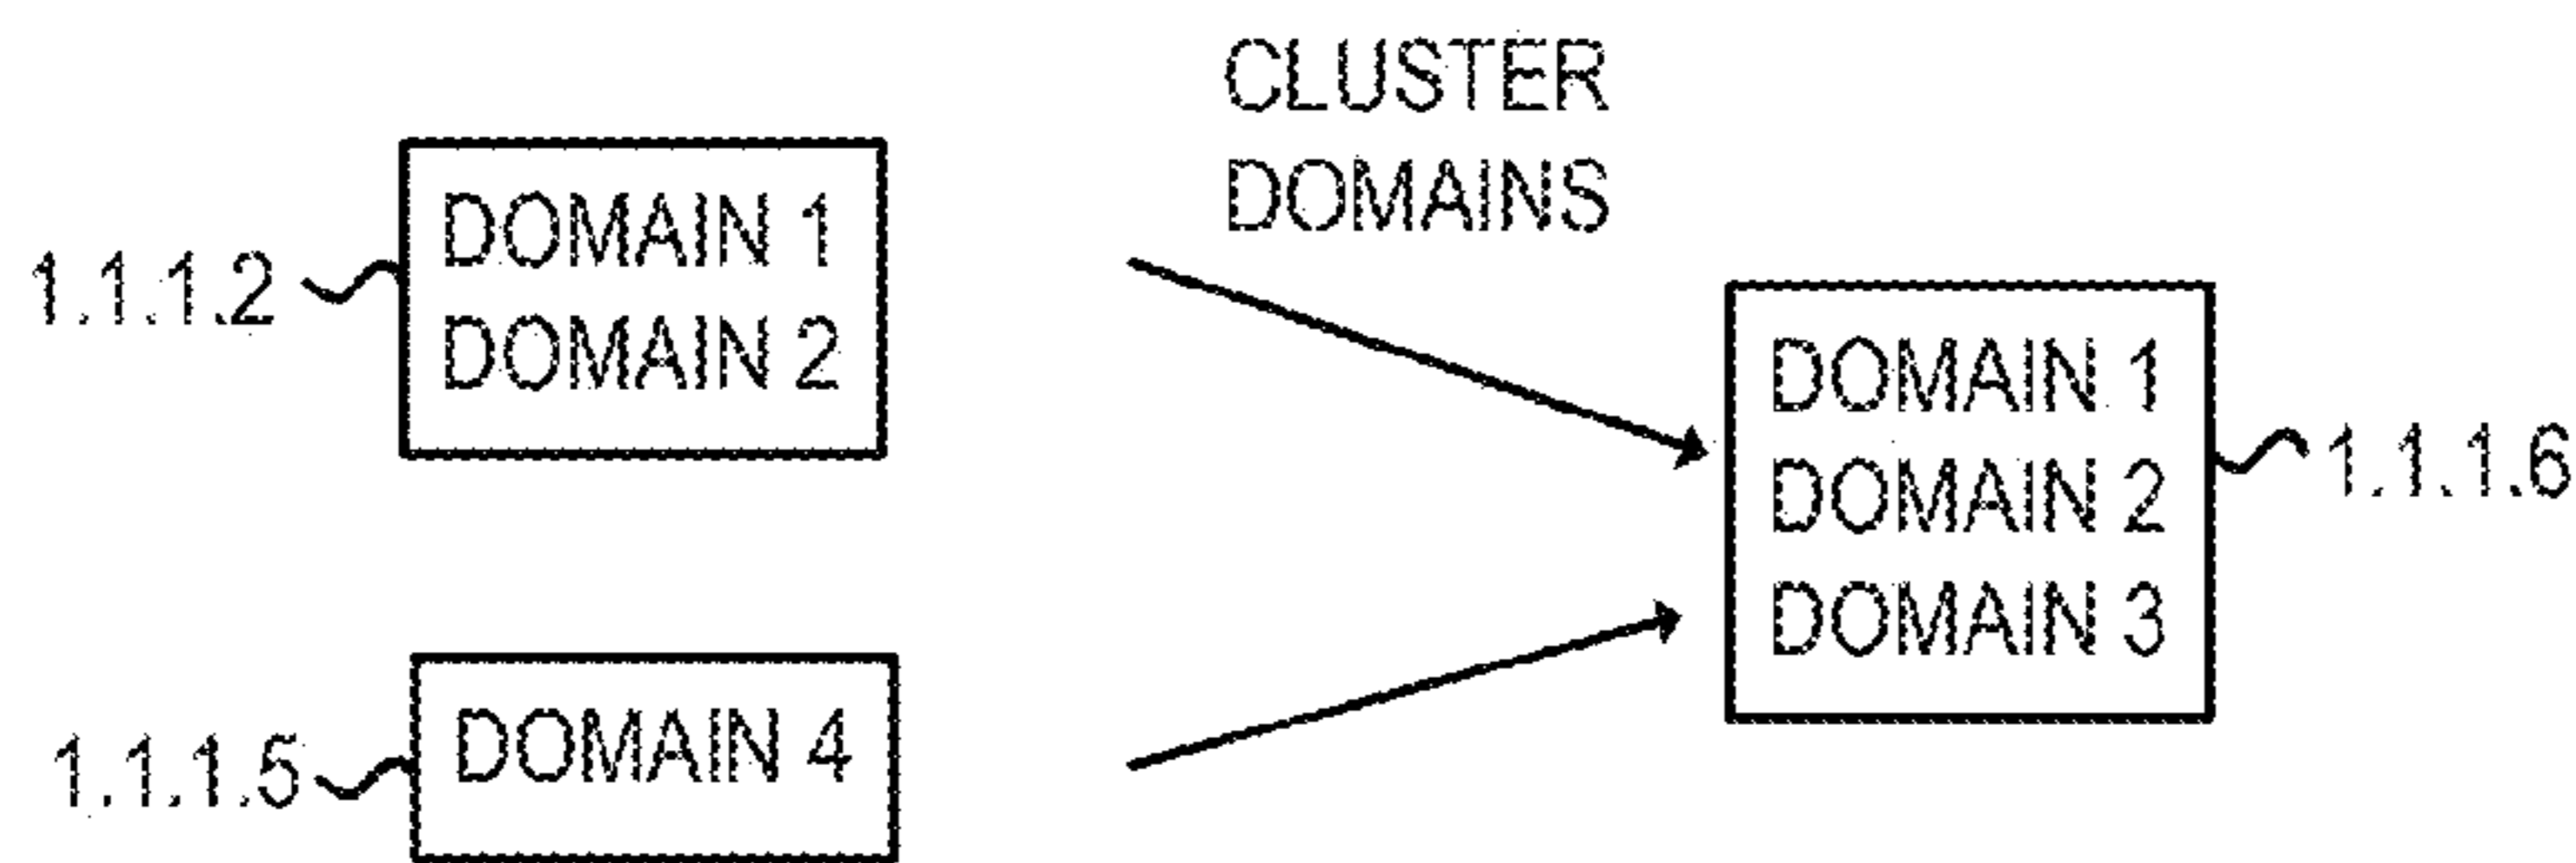 CLUSTER
DOMAINS
1.1.1.2
DOMAIN 1
DOMAIN 2
1.1.1.5
DOMAIN 4
DOMAIN 1
DOMAIN 2
DOMAIN 3
1.1.1.6